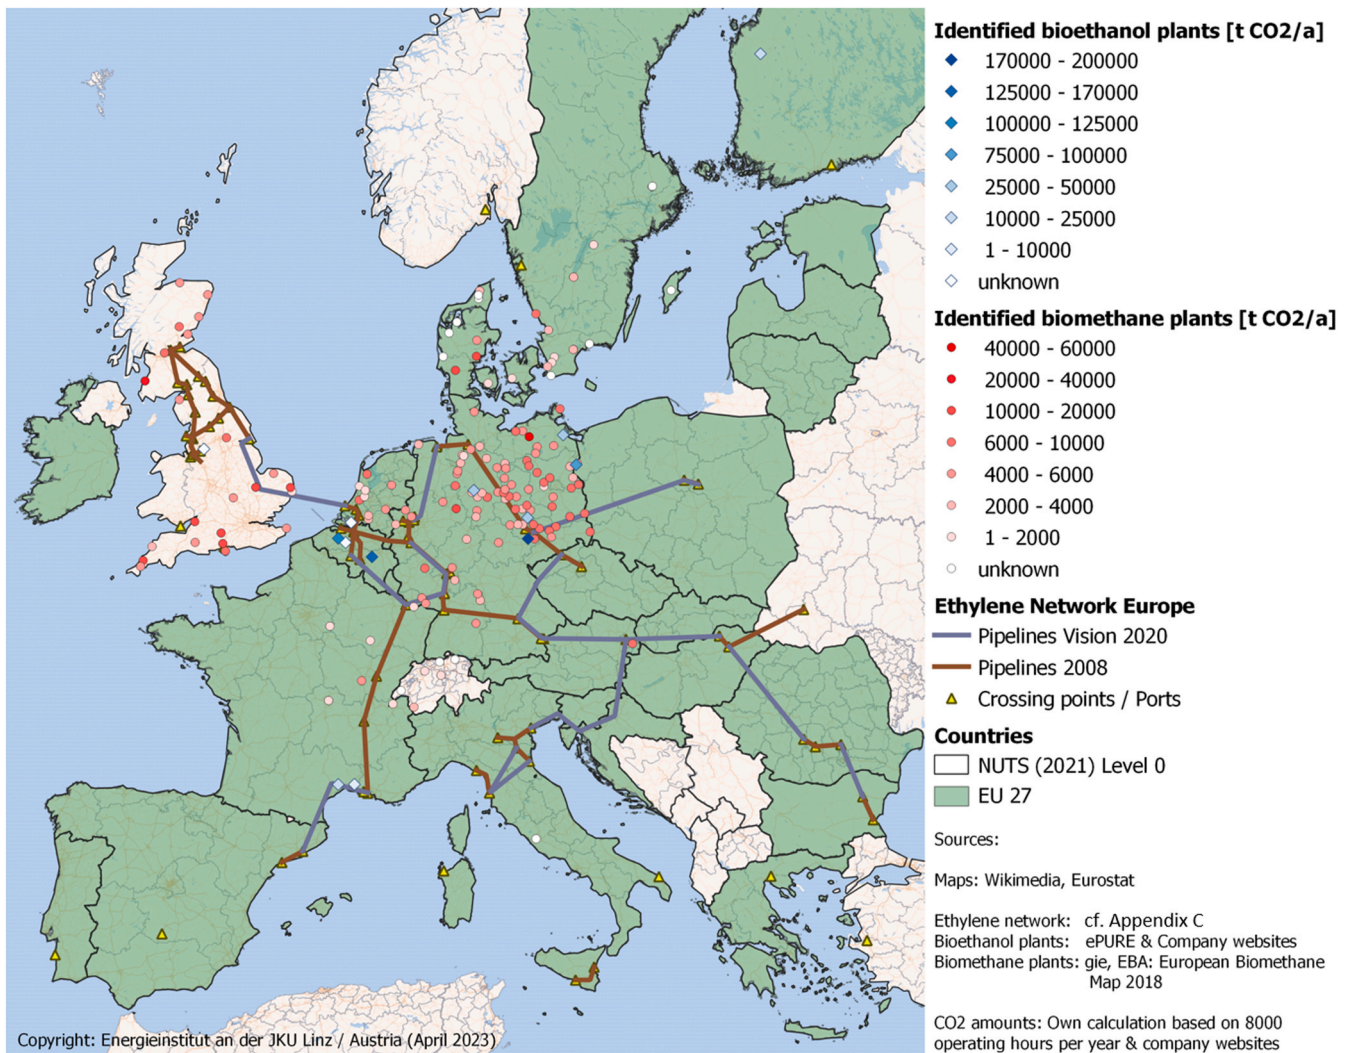 Identified bioethanol plants [t CO2/a]
170000 - 200000
125000 - 170000
100000 - 125000
75000 - 100000
25000 - 50000
10000 - 25000
1 - 10000
unknown
Identified biomethane plants [t CO2/a]
40000 - 60000
20000 - 40000
10000 - 20000
6000 - 10000
4000 - 6000
2000 - 4000
1 - 2000
unknown
Ethylene Network Europe
Pipelines Vision 2020
Pipelines 2008
Crossing points / Ports
Countries
NUTS (2021) Level 0
EU 27
Sources:
Maps: Wikimedia, Eurostat
Ethylene network: cf. Appendix C
Bioethanol plants: ePURE & Company websites
Biomethane plants: gie, EBA: European Biomethane
Map 2018
CO2 amounts: Own calculation based on 8000
operating hours per year & company websites
Copyright: Energieinstitut an der JKU Linz / Austria (April 2023)